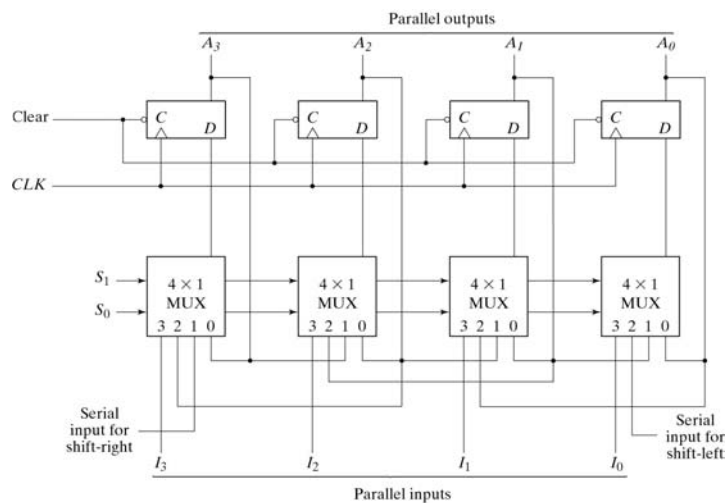 Parallel outputs
A₃ A₂ A₁ A₀
Clear C D C D C D C D
CLK
S₁ 4 × 1 4 × 1 4 × 1 4 × 1
S₀ MUX MUX MUX MUX
3 2 1 0 3 2 1 0 3 2 1 0 3 2 1 0
Serial
input for
shift-right
Serial
input for
shift-left
I₃ I₂ I₁ I₀
Parallel inputs